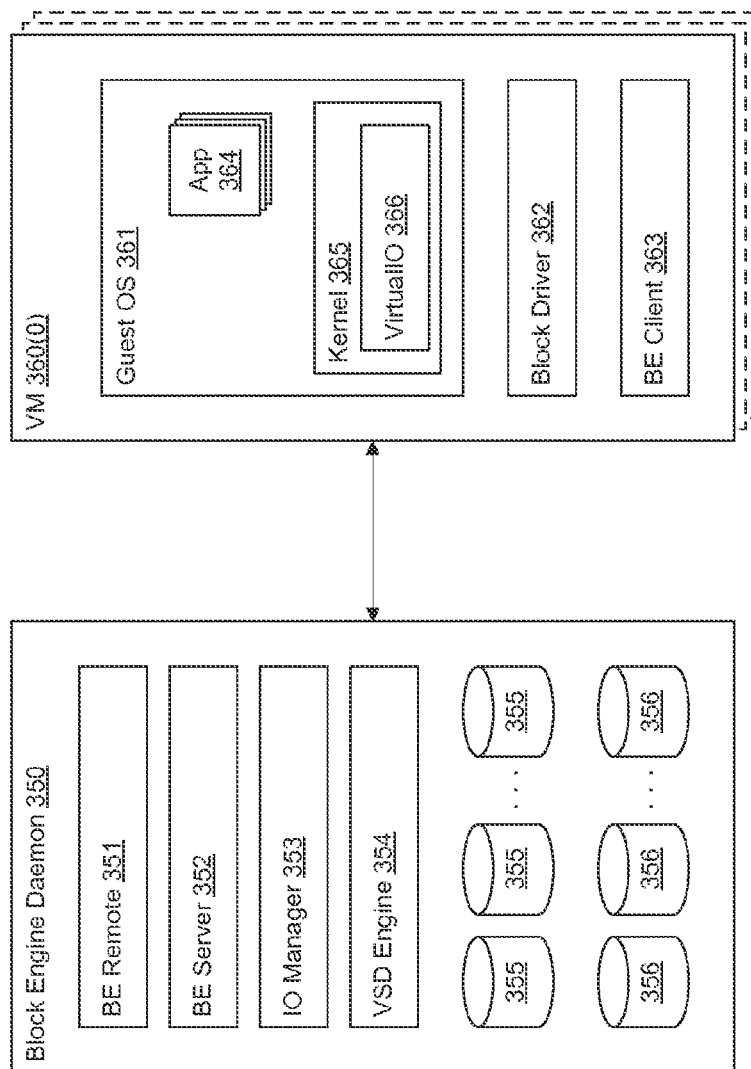 Block Engine Daemon 350
BE Remote 351
BE Server 352
IO Manager 353
VSD Engine 354
355
355
. . .
355
356
356
. . .
356
VM 360(0)
Guest OS 361
App
364
Kernel 365
VirtualIO 366
Block Driver 362
BE Client 363